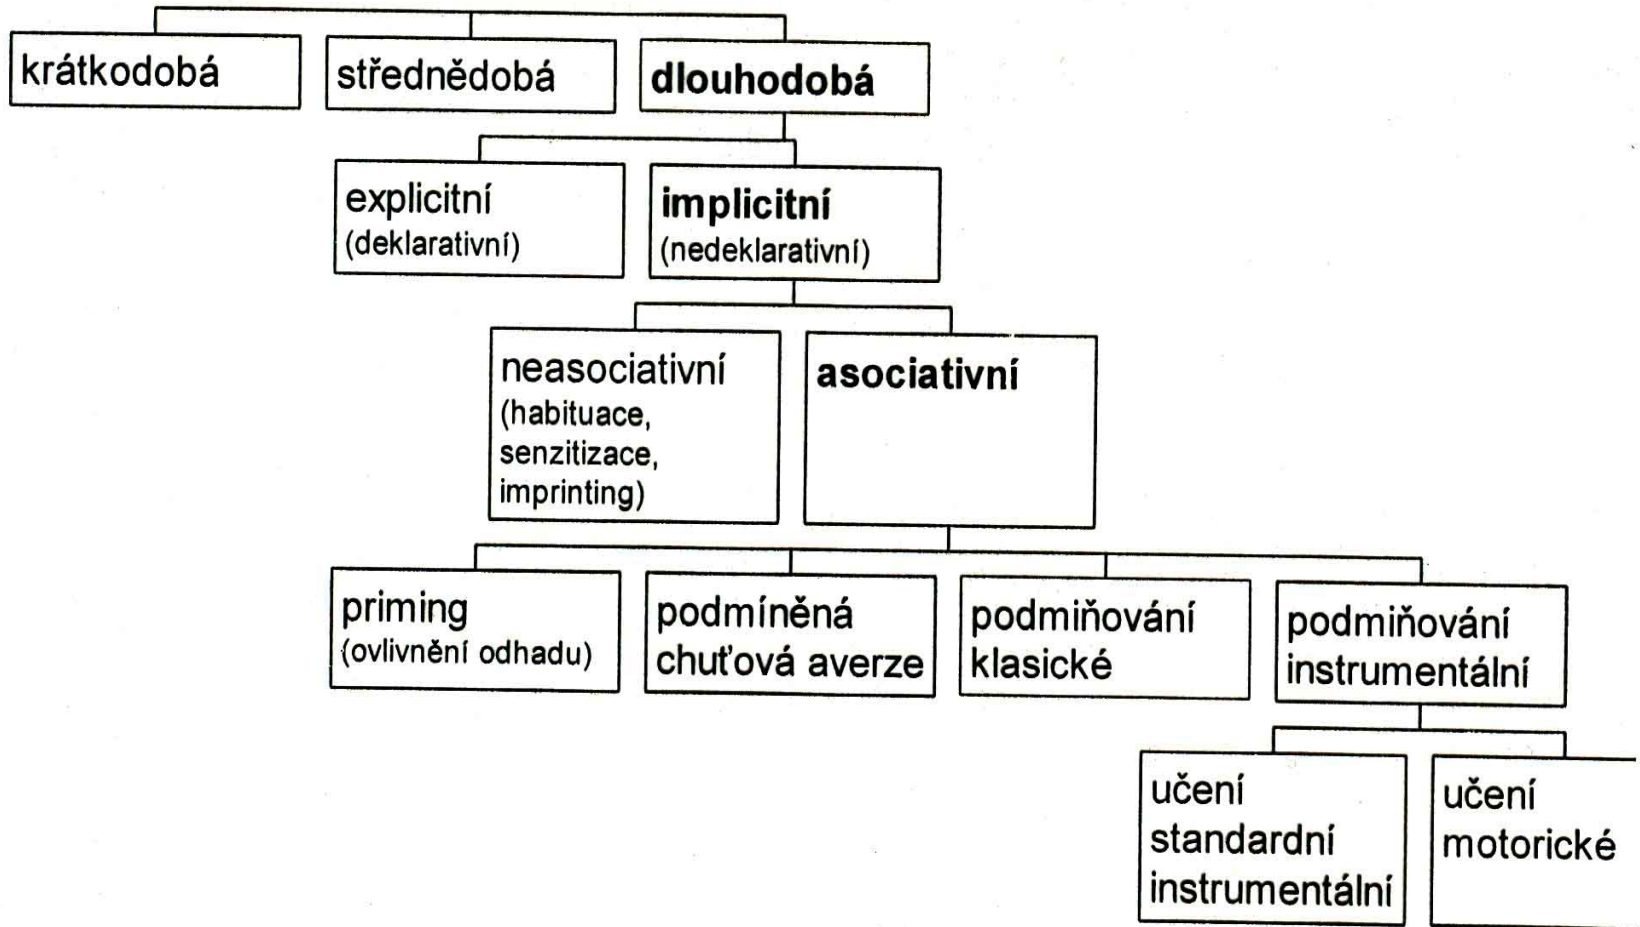 krátkodobá
střednědobá
dlouhodobá
explicitní
(deklarativní)
implicitní
(nedeklarativní)
neasociativní
(habituace,
senzitizace,
imprinting)
asociativní
priming
(ovlivnění odhadu)
podmíněná
chuťová averze
podmiňování
klasické
podmiňování
instrumentální
učení
standardní
instrumentální
učení
motorické